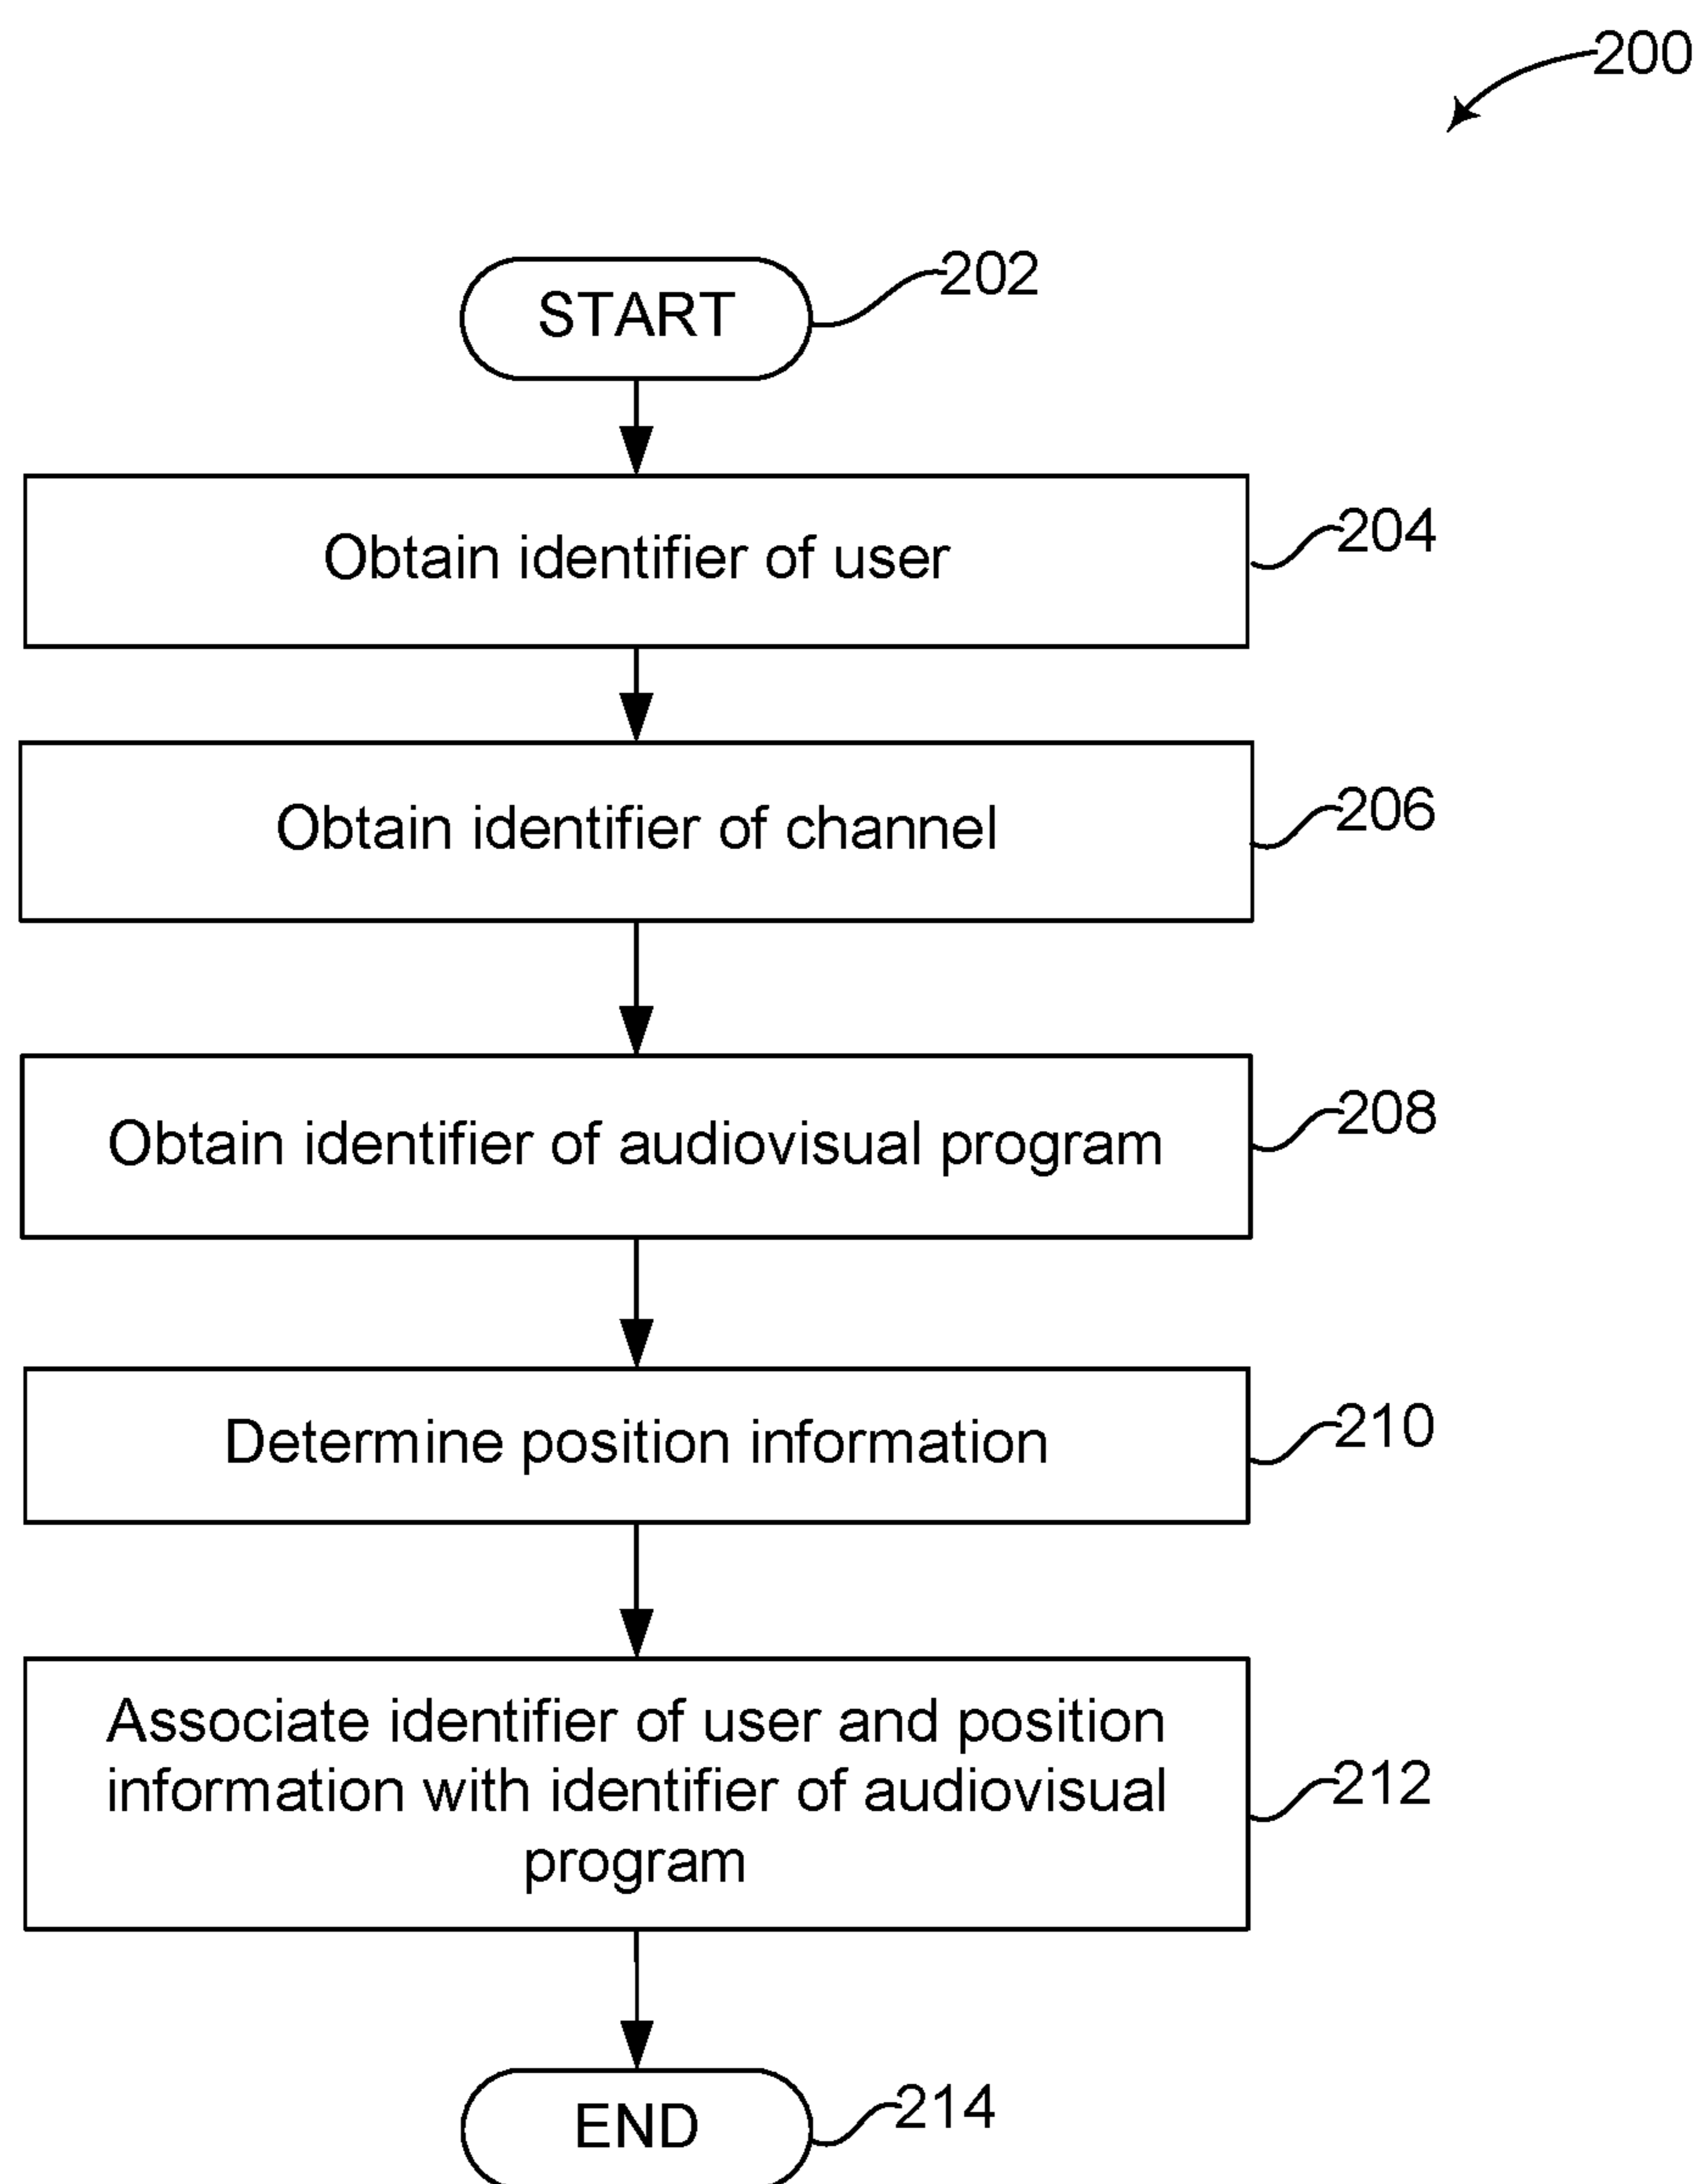 200
START
202
Obtain identifier of user
204
Obtain identifier of channel
206
Obtain identifier of audiovisual program
208
Determine position information
210
Associate identifier of user and position
information with identifier of audiovisual
program
212
END
214